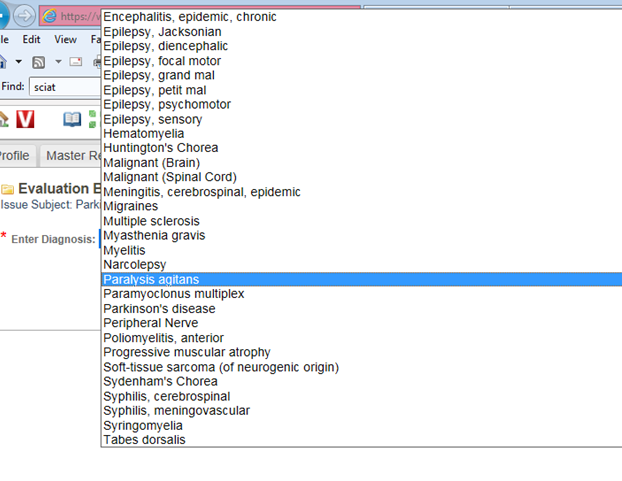 https://v
le Edit View Fa
Find: sciat
rofile Master Re
Evaluation B
Issue Subject: Parki
* Enter Diagnosis:
Encephalitis, epidemic, chronic
Epilepsy, Jacksonian
Epilepsy, diencephalic
Epilepsy, focal motor
Epilepsy, grand mal
Epilepsy, petit mal
Epilepsy, psychomotor
Epilepsy, sensory
Hematomyelia
Huntington's Chorea
Malignant (Brain)
Malignant (Spinal Cord)
Meningitis, cerebrospinal, epidemic
Migraines
Multiple sclerosis
Myasthenia gravis
Myelitis
Narcolepsy
Paralysis agitans
Paramyoclonus multiplex
Parkinson's disease
Peripheral Nerve
Poliomyelitis, anterior
Progressive muscular atrophy
Soft-tissue sarcoma (of neurogenic origin)
Sydenham's Chorea
Syphilis, cerebrospinal
Syphilis, meningovascular
Syringomyelia
Tabes dorsalis